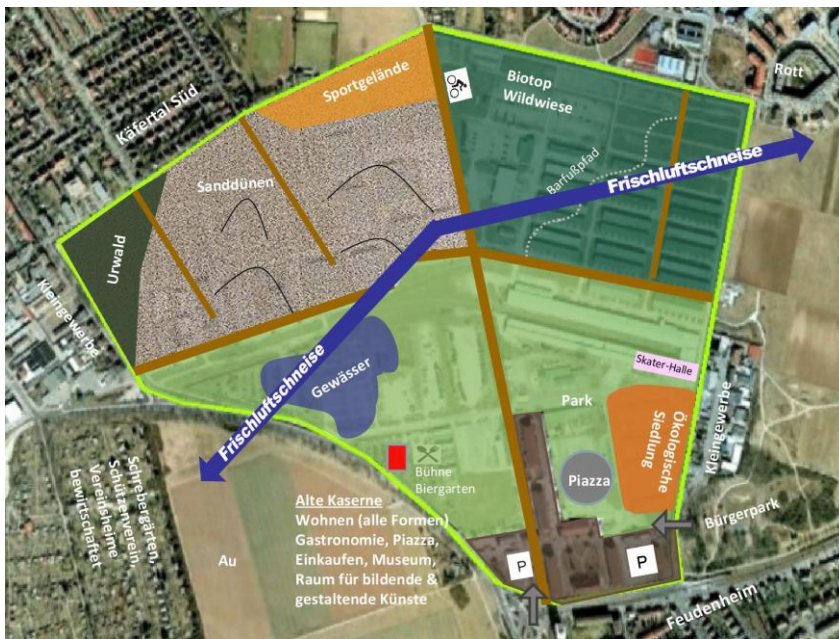 Sportgelände
Käfertal Süd
Biotop
Wildwiese
Rott
Barfußpfad
Frischluftschneise
Sanddünen
Urwald
Kleingewerbe
Gewässer
Frischluftschneise
Skater-Halle
Park
Ökologische
Siedlung
Kleingewerbe
Bühne
Biergarten
Piazza
Schrebergärten,
Schützenverein,
Vereinsheime
bewirtschaftet
Alte Kaserne
Wohnen (alle Formen)
Gastronomie, Piazza,
Einkaufen, Museum,
Raum für bildende &
gestaltende Künste
Au
Bürgerpark
P
P
Feudenheim